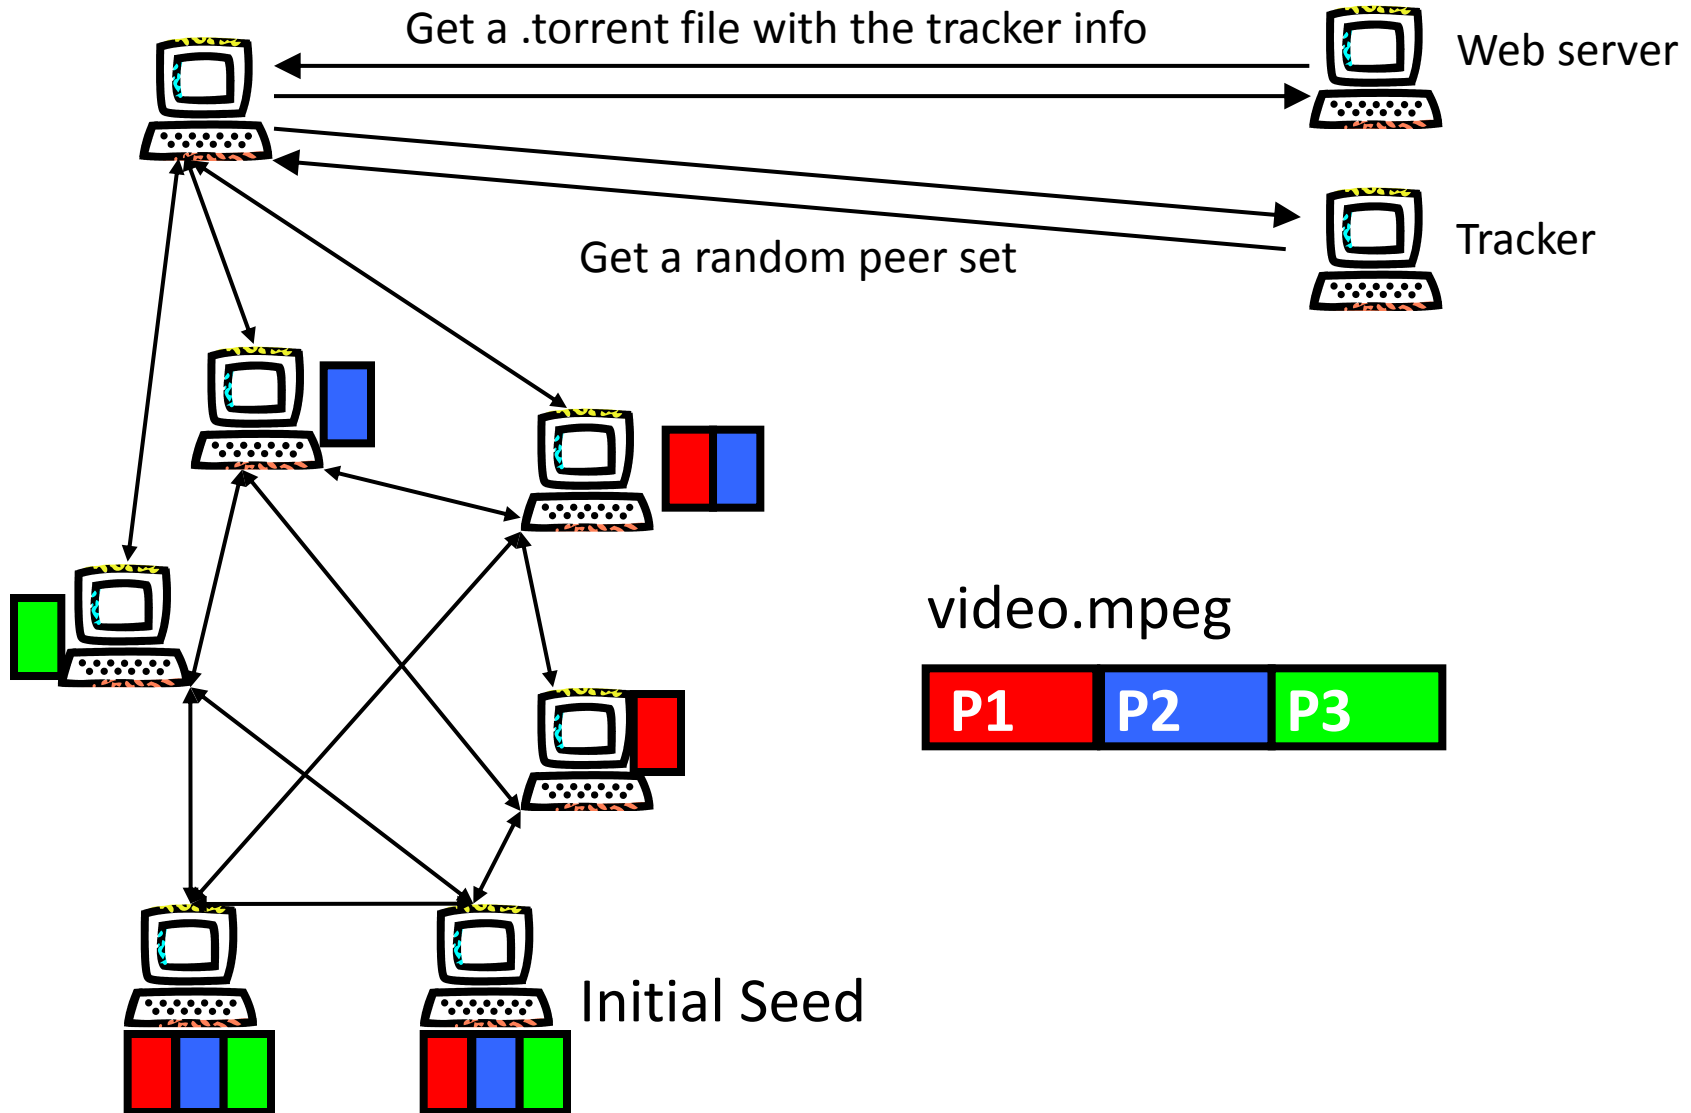 Get a .torrent file with the tracker info
Web server
Tracker
Get a random peer set
video.mpeg
P1 P2 P3
Initial Seed